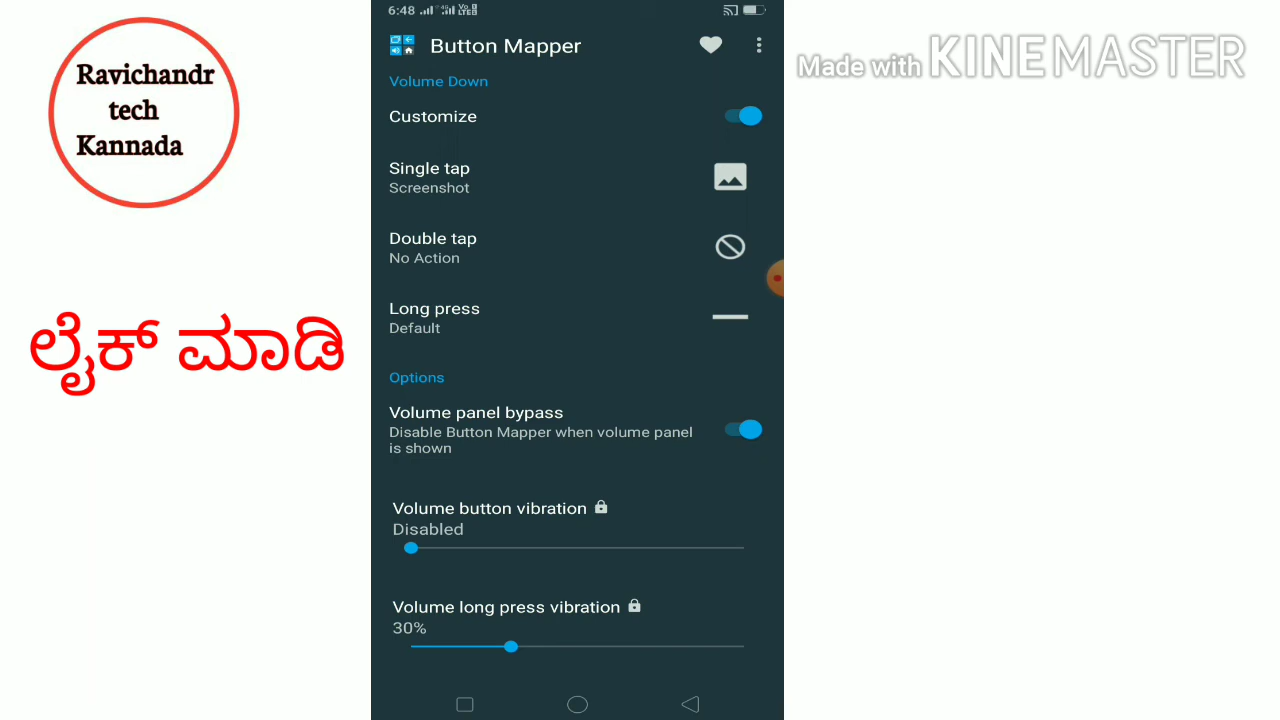 Ravichandr
tech
Kannada
ಲೈಕ್ ಮಾಡಿ
6:48
Button Mapper
Volume Down
Customize
Single tap
Screenshot
Double tap
No Action
Long press
Default
Options
Volume panel bypass
Disable Button Mapper when volume panel
is shown
Volume button vibration
Disabled
Volume long press vibration
30%
Made with KINEMASTER